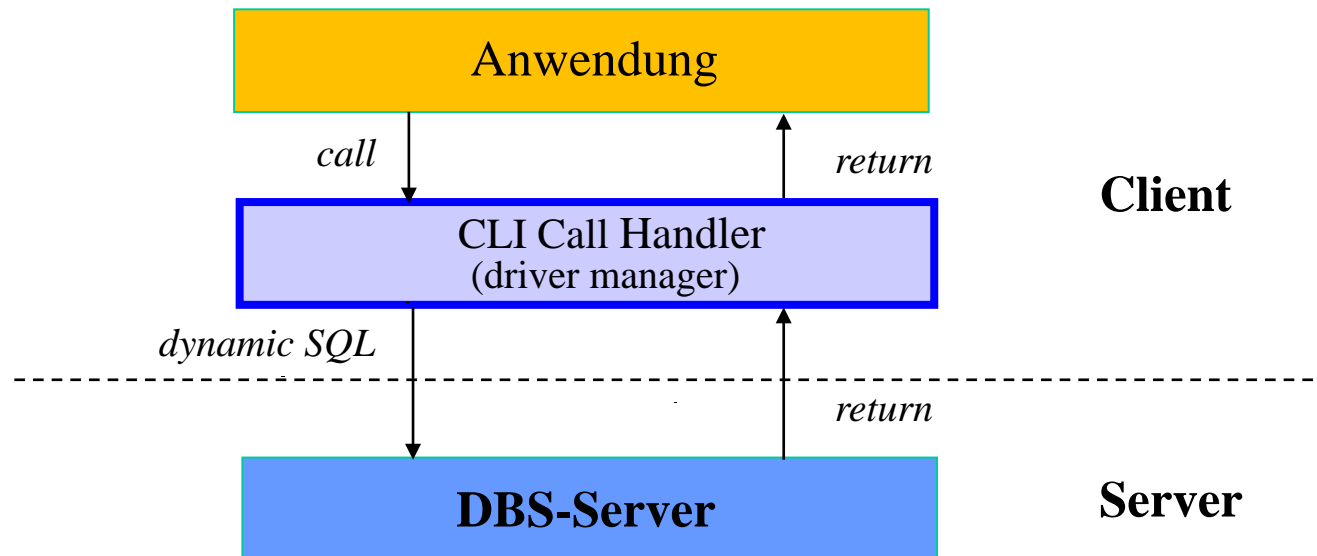 Anwendung
call
return
Client
CLI Call Handler
(driver manager)
dynamic SQL
return
DBS-Server
Server